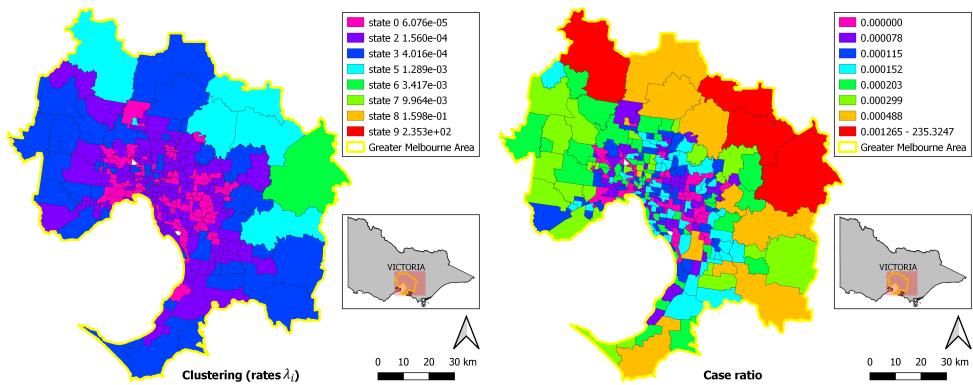 state 0 6.076e-05
state 2 1.560e-04
state 3 4.016e-04
state 5 1.289e-03
state 6 3.417e-03
state 7 9.964e-03
state 8 1.598e-01
state 9 2.353e+02
Greater Melbourne Area
VICTORIA
0 10 20 30 km
Clustering (rates λi)
0.000000
0.000078
0.000115
0.000152
0.000203
0.000299
0.000488
0.001265 - 235.3247
Greater Melbourne Area
VICTORIA
0 10 20 30 km
Case ratio